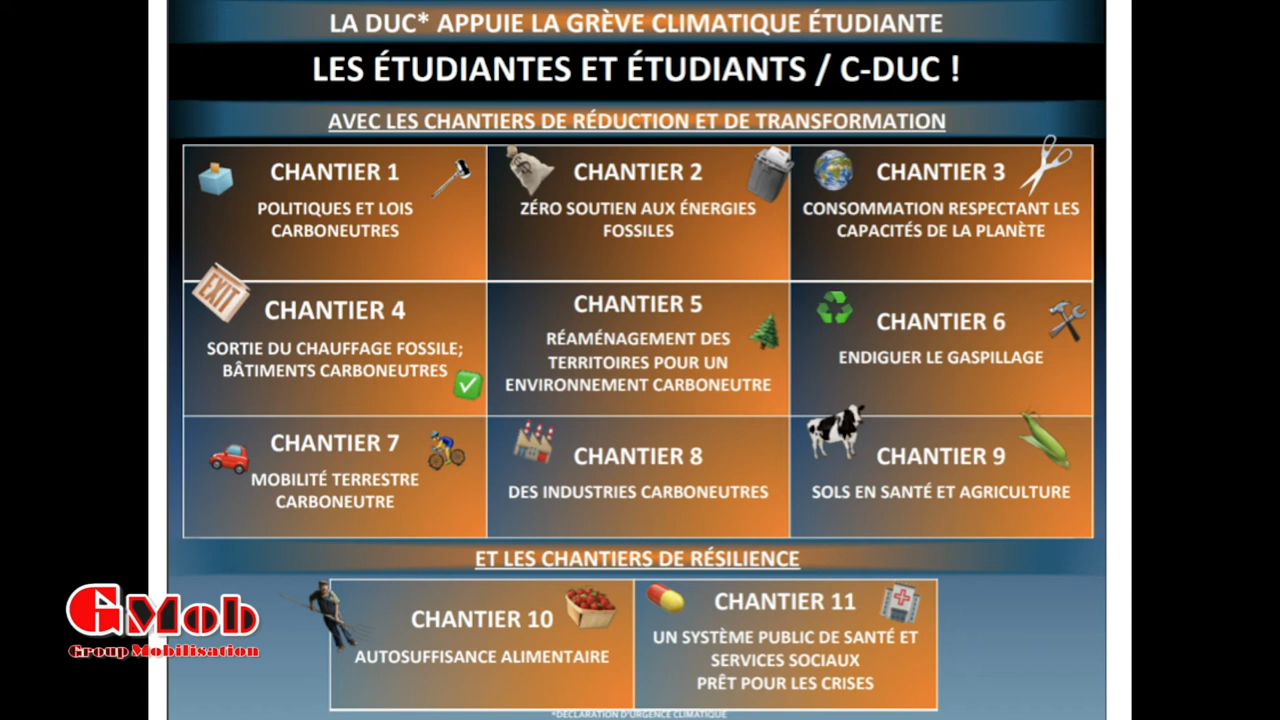 LA DUC* APPUIE LA GRÈVE CLIMATIQUE ÉTUDIANTE
LES ÉTUDIANTES ET ÉTUDIANTS / C-DUC !
AVEC LES CHANTIERS DE RÉDUCTION ET DE TRANSFORMATION
CHANTIER 1
POLITIQUES ET LOIS
CARBONEUTRES
CHANTIER 2
ZÉRO SOUTIEN AUX ÉNERGIES
FOSSILES
CHANTIER 3
CONSOMMATION RESPECTANT LES
CAPACITÉS DE LA PLANÈTE
EXIT
CHANTIER 4
SORTIE DU CHAUFFAGE FOSSILE;
BÂTIMENTS CARBONEUTRES
CHANTIER 5
RÉAMÉNAGEMENT DES
TERRITOIRES POUR UN
ENVIRONNEMENT CARBONEUTRE
CHANTIER 6
ENDIGUER LE GASPILLAGE
CHANTIER 7
MOBILITÉ TERRESTRE
CARBONEUTRE
CHANTIER 8
DES INDUSTRIES CARBONEUTRES
CHANTIER 9
SOLS EN SANTÉ ET AGRICULTURE
ET LES CHANTIERS DE RÉSILIENCE
CHANTIER 10
AUTOSUFFISANCE ALIMENTAIRE
CHANTIER 11
UN SYSTÈME PUBLIC DE SANTÉ ET
SERVICES SOCIAUX
PRÊT POUR LES CRISES
*DÉCLARATION D'URGENCE CLIMATIQUE
GMob
Group Mobilisation